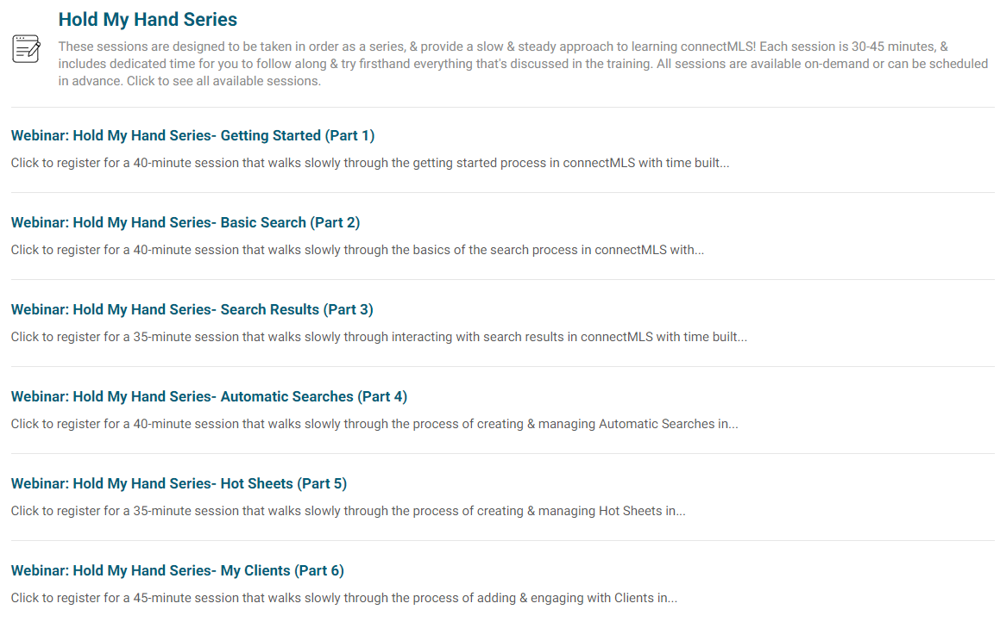 Hold My Hand Series
These sessions are designed to be taken in order as a series, & provide a slow & steady approach to learning connectMLS! Each session is 30-45 minutes, &
includes dedicated time for you to follow along & try firsthand everything that's discussed in the training. All sessions are available on-demand or can be scheduled
in advance. Click to see all available sessions.
Webinar: Hold My Hand Series- Getting Started (Part 1)
Click to register for a 40-minute session that walks slowly through the getting started process in connectMLS with time built...
Webinar: Hold My Hand Series- Basic Search (Part 2)
Click to register for a 40-minute session that walks slowly through the basics of the search process in connectMLS with...
Webinar: Hold My Hand Series- Search Results (Part 3)
Click to register for a 35-minute session that walks slowly through interacting with search results in connectMLS with time built...
Webinar: Hold My Hand Series- Automatic Searches (Part 4)
Click to register for a 40-minute session that walks slowly through the process of creating & managing Automatic Searches in...
Webinar: Hold My Hand Series- Hot Sheets (Part 5)
Click to register for a 35-minute session that walks slowly through the process of creating & managing Hot Sheets in...
Webinar: Hold My Hand Series- My Clients (Part 6)
Click to register for a 45-minute session that walks slowly through the process of adding & engaging with Clients in...